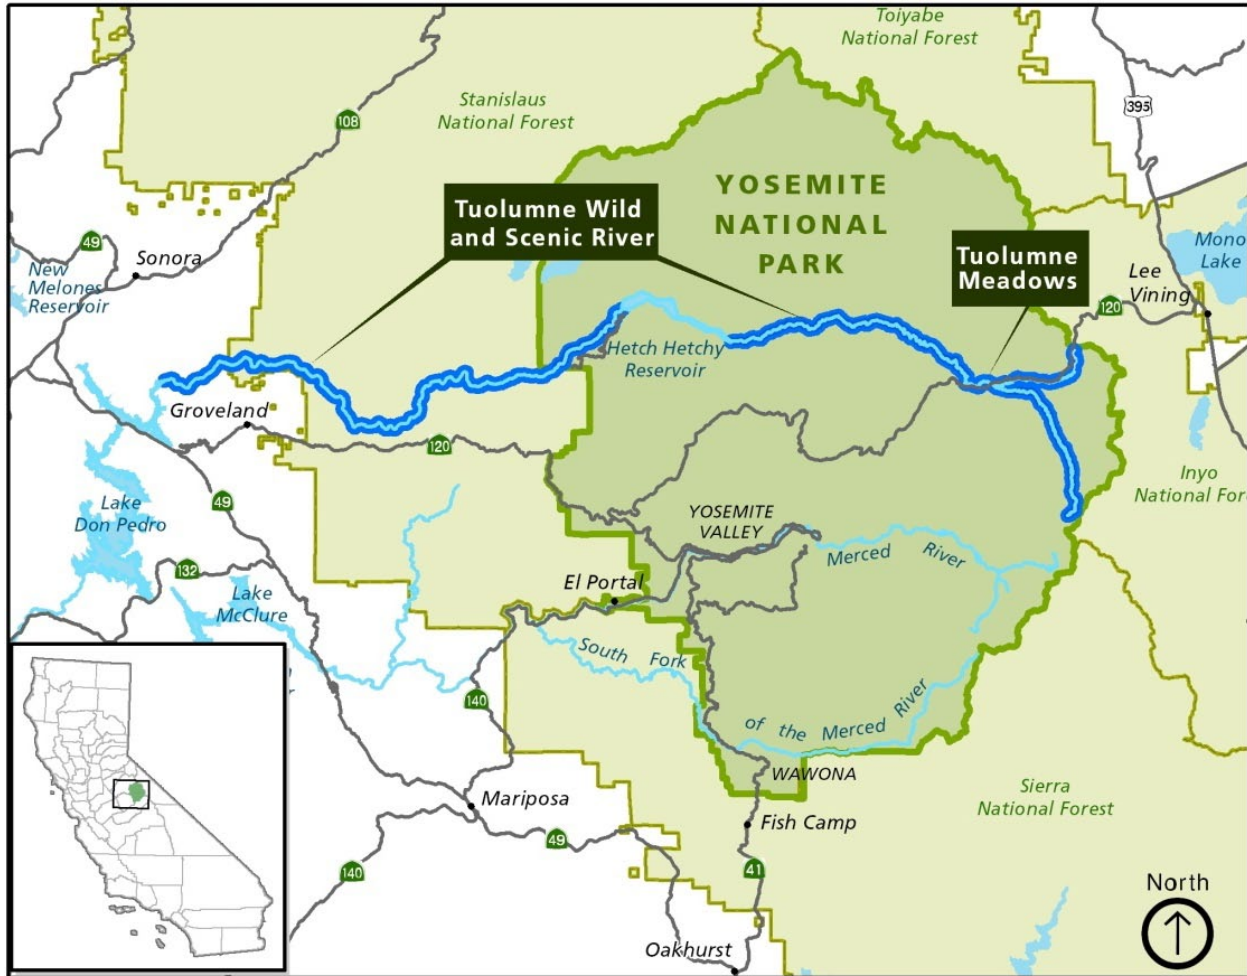 Toiyabe
National Forest
395
Stanislaus
National Forest
108
YOSEMITE
NATIONAL
PARK
Tuolumne Wild
and Scenic River
Tuolumne
Meadows
49
Sonora
New
Melones
Reservoir
Mono
Lake
Lee
Vining
120
Hetch Hetchy
Reservoir
Groveland
120
Inyo
National Fore
49
Lake
Don Pedro
YOSEMITE
VALLEY
Merced River
132
El Portal
Lake
McClure
South Fork
of the Merced River
140
WAWONA
Sierra
National Forest
Mariposa
Fish Camp
49
41
140
North
Oakhurst